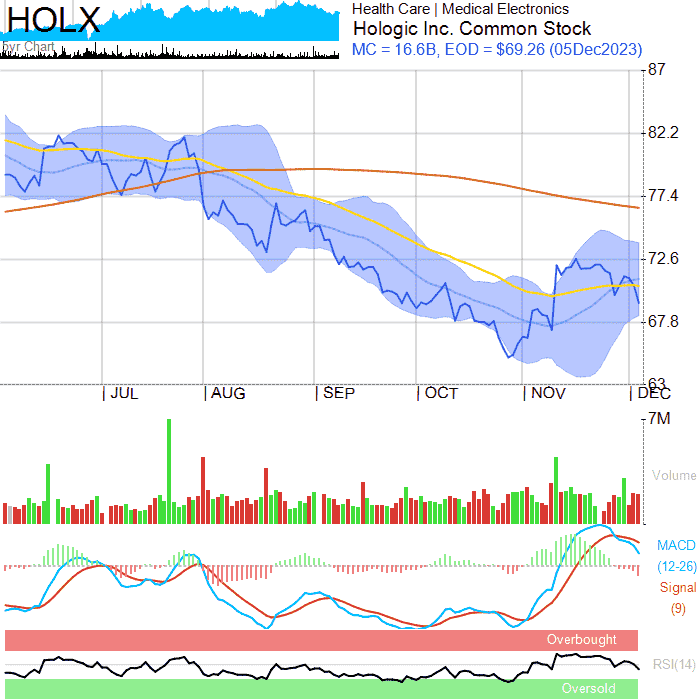 HOLX
5yr Chart
Health Care | Medical Electronics
Hologic Inc. Common Stock
MC = 16.6B, EOD = $69.26 (05Dec2023)
87
82.2
77.4
72.6
67.8
63
| JUL | AUG | SEP | OCT | NOV | DEC
7M
Volume
MACD
(12-26)
Signal
(9)
Overbought
RSI(14)
Oversold